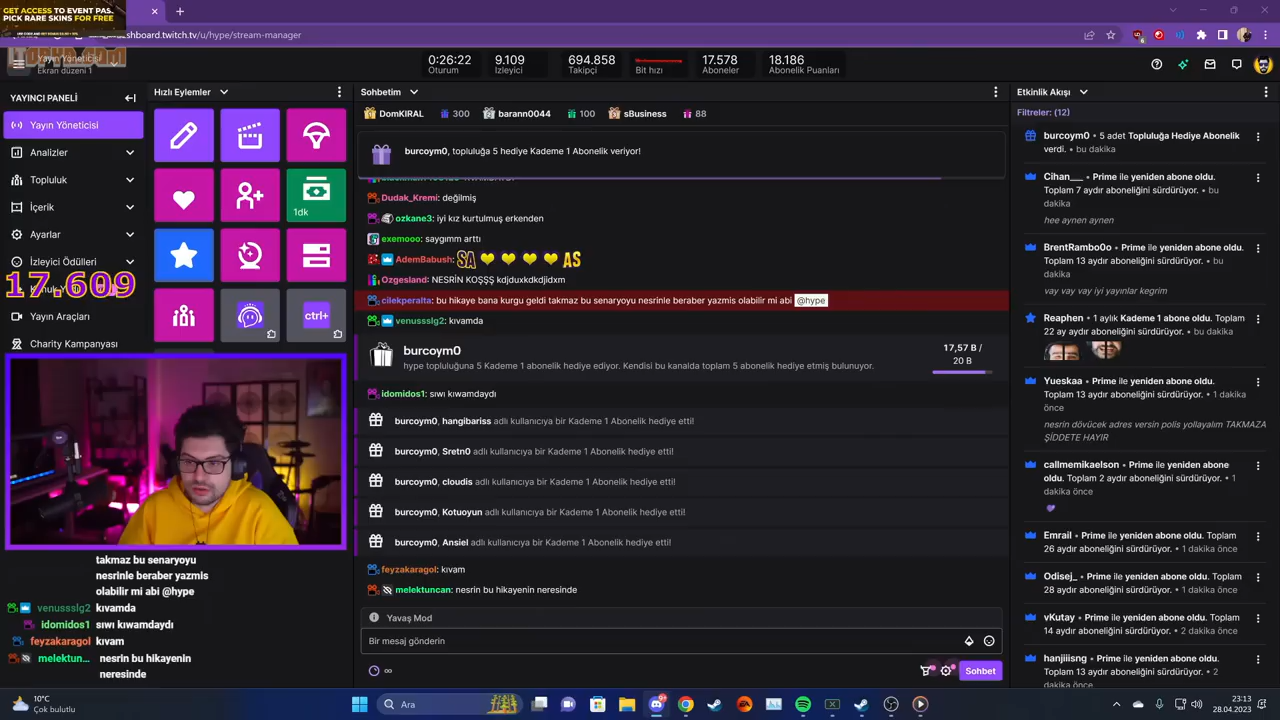 GET ACCESS TO EVENT PAS.
PICK RARE SKINS FOR FREE
shboard.twitch.tv/u/hype/stream-manager
Yayın Yöneticisi
Ekran düzeni 1
0:26:22
Oturum
9.109
İzleyici
694.858
Takipçi
Bit hızı
17.578
Aboneler
18.186
Abonelik Puanları
YAYINCI PANELİ
Yayın Yöneticisi
Analizler
Topluluk
İçerik
Ayarlar
İzleyici Ödülleri
17.609
Yayın Araçları
Charity Kampanyası
Hızlı Eylemler
1dk
ctrl+
Sohbetim
DomKIRAL 300 barann0044 100 sBusiness 88
burcoym0, topluluğa 5 hediye Kademe 1 Abonelik veriyor!
Dudak_Kremi: değilmiş
ozkane3: iyi kız kurtulmuş erkenden
exemooo: saygımm arttı
AdemBabush: SA AS
Ozgesland: NESRİN KOŞŞŞ kdjduxkdkdjidxm
cilekperalta: bu hikaye bana kurgu geldi takmaz bu senaryoyu nesrinle beraber yazmis olabilir mi abi @hype
venussslg2: kıvamda
burcoym0
hype topluluğuna 5 Kademe 1 abonelik hediye ediyor. Kendisi bu kanalda toplam 5 abonelik hediye etmiş bulunuyor.
17,57 B /
20 B
idomidos1: sıwı kıwamdaydı
burcoym0, hangibariss adlı kullanıcıya bir Kademe 1 Abonelik hediye etti!
burcoym0, Sretn0 adlı kullanıcıya bir Kademe 1 Abonelik hediye etti!
burcoym0, cloudis adlı kullanıcıya bir Kademe 1 Abonelik hediye etti!
burcoym0, Kotuoyun adlı kullanıcıya bir Kademe 1 Abonelik hediye etti!
burcoym0, Ansiel adlı kullanıcıya bir Kademe 1 Abonelik hediye etti!
feyzakaragol: kıvam
melektuncan: nesrin bu hikayenin neresinde
Yavaş Mod
Bir mesaj gönderin
∞
Sohbet
Etkinlik Akışı
Filtreler: (12)
burcoym0 • 5 adet Topluluğa Hediye Abonelik
verdi. • bu dakika
Cihan___ • Prime ile yeniden abone oldu.
Toplam 7 aydır aboneliğini sürdürüyor. • bu
dakika
hee aynen aynen
BrentRambo0o • Prime ile yeniden abone oldu.
Toplam 13 aydır aboneliğini sürdürüyor. • bu
dakika
vay vay vay iyi yayınlar kegrim
Reaphen • 1 aylık Kademe 1 abone oldu. Toplam
22 ay aydır aboneliğini sürdürüyor. • bu dakika
Yueskaa • Prime ile yeniden abone oldu.
Toplam 13 aydır aboneliğini sürdürüyor. • 1 dakika
önce
nesrin dövücek adres versin polis yollayalım TAKMAZA
ŞİDDETE HAYIR
callmemikaelson • Prime ile yeniden abone
oldu. Toplam 2 aydır aboneliğini sürdürüyor. • 1
dakika önce
Emrail • Prime ile yeniden abone oldu. Toplam
26 aydır aboneliğini sürdürüyor. • 1 dakika önce
Odisej_ • Prime ile yeniden abone oldu. Toplam
28 aydır aboneliğini sürdürüyor. • 1 dakika önce
vKutay • Prime ile yeniden abone oldu. Toplam
14 aydır aboneliğini sürdürüyor. • 2 dakika önce
hanjiiisng • Prime ile yeniden abone oldu.
Toplam 13 aydır aboneliğini sürdürüyor. • 2
takmaz bu senaryoyu
nesrinle beraber yazmis
olabilir mi abi @hype
venussslg2 kıvamda
idomidos1 sıwı kıwamdaydı
feyzakaragol kıvam
melektun... nesrin bu hikayenin
neresinde
10°C
Çok bulutlu
Ara
23:13
28.04.2023